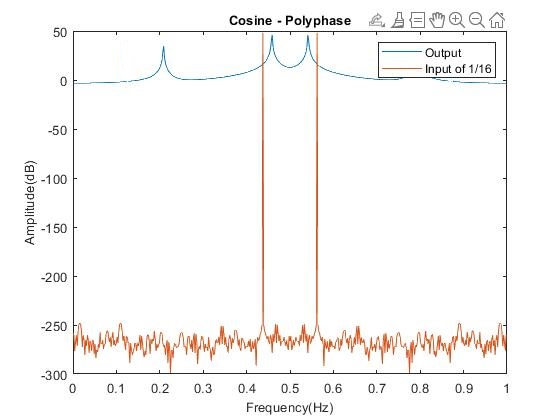 Cosine - Polyphase
Output
Input of 1/16
50
0
-50
-100
-150
-200
-250
-300
Amplitude(dB)
0 0.1 0.2 0.3 0.4 0.5 0.6 0.7 0.8 0.9 1
Frequency(Hz)